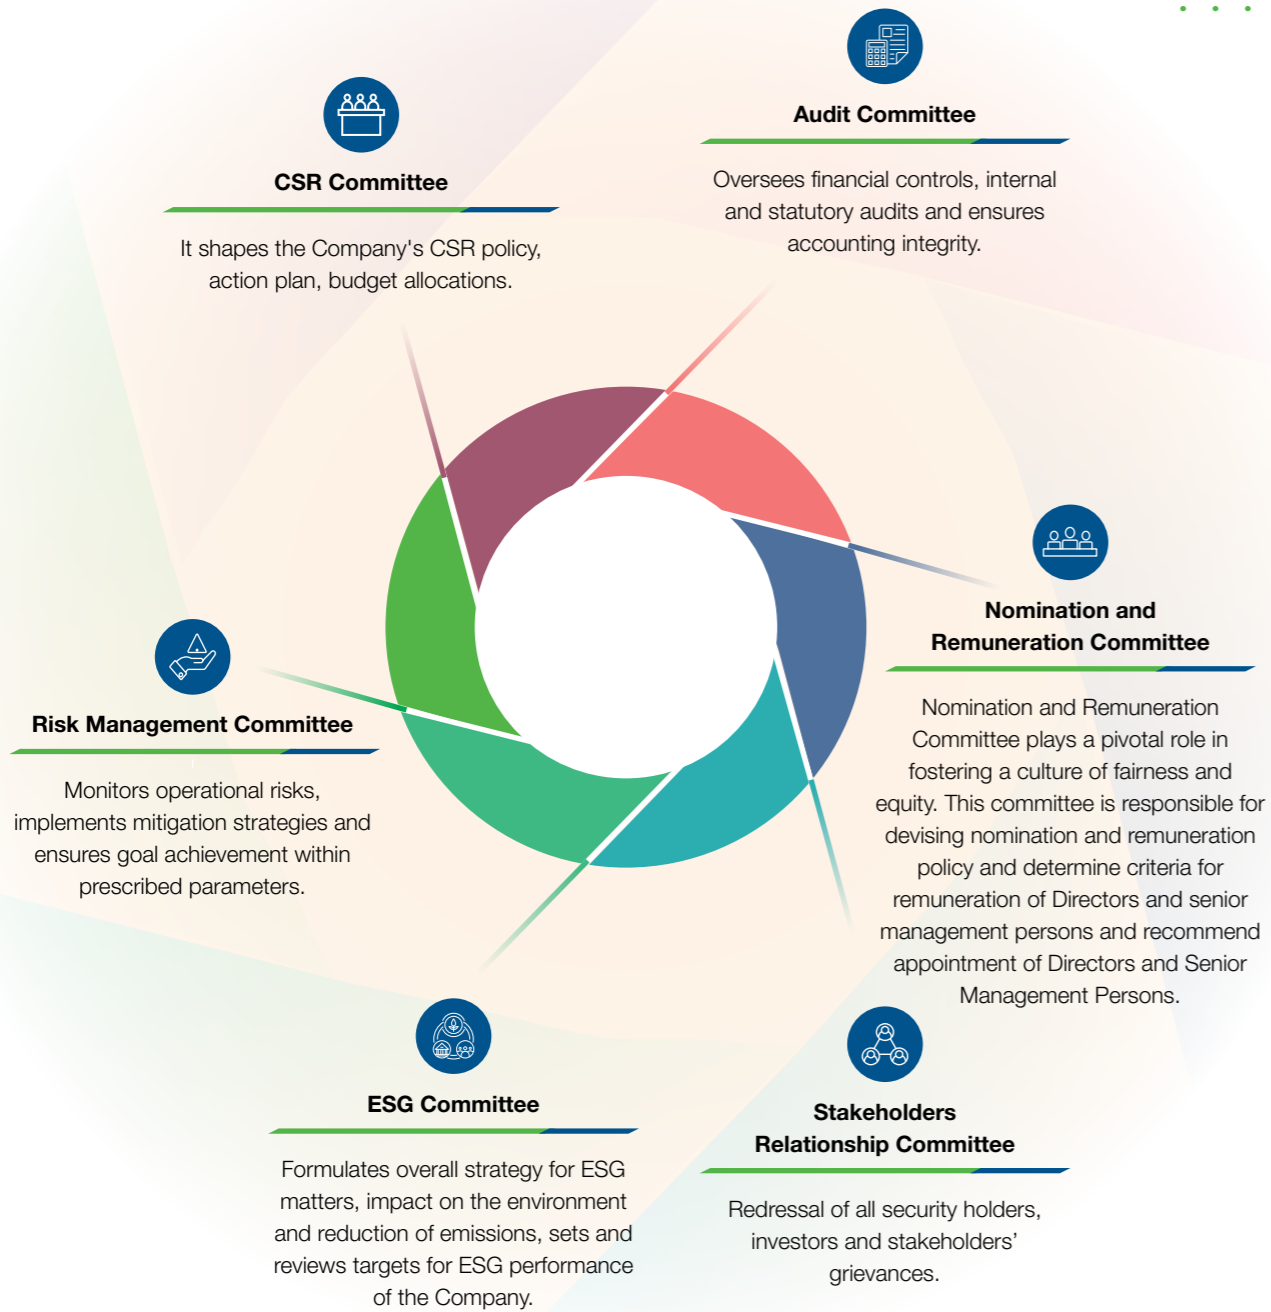 Audit Committee
Oversees financial controls, internal
and statutory audits and ensures
accounting integrity.
CSR Committee
It shapes the Company's CSR policy,
action plan, budget allocations.
Nomination and
Remuneration Committee
Nomination and Remuneration
Committee plays a pivotal role in
fostering a culture of fairness and
equity. This committee is responsible for
devising nomination and remuneration
policy and determine criteria for
remuneration of Directors and senior
management persons and recommend
appointment of Directors and Senior
Management Persons.
Risk Management Committee
Monitors operational risks,
implements mitigation strategies and
ensures goal achievement within
prescribed parameters.
ESG Committee
Formulates overall strategy for ESG
matters, impact on the environment
and reduction of emissions, sets and
reviews targets for ESG performance
of the Company.
Stakeholders
Relationship Committee
Redressal of all security holders,
investors and stakeholders’
grievances.